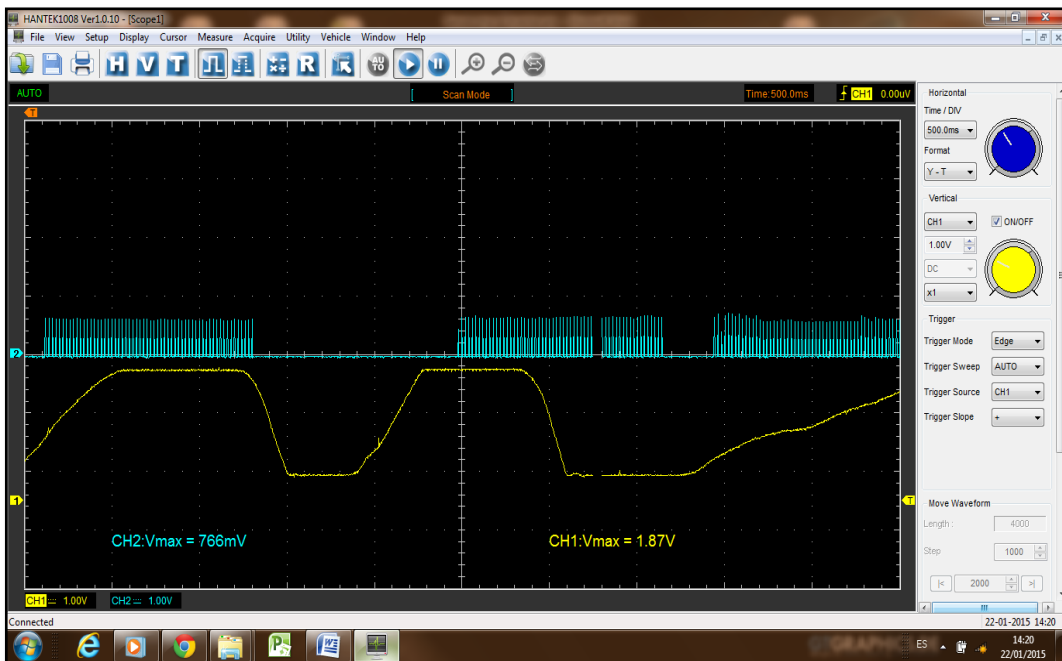 HANTEK1008 Ver1.0.10 - [Scope1]
File View Setup Display Cursor Measure Acquire Utility Vehicle Window Help
H V T R AUTO
AUTO [ Scan Mode ] Time:500.0ms CH1 0.00uV
T
2
1
T
CH2:Vmax = 766mV
CH1:Vmax = 1.87V
CH1 1.00V CH2 1.00V
Horizontal
Time / DIV
500.0ms
Format
Y - T
Vertical
CH1 ON/OFF
1.00V
DC
x1
Trigger
Trigger Mode Edge
Trigger Sweep AUTO
Trigger Source CH1
Trigger Slope +
Move Waveform
Length : 4000
Step 1000
|< 2000 >|
Connected
22-01-2015 14:20
ES
14:20
22/01/2015